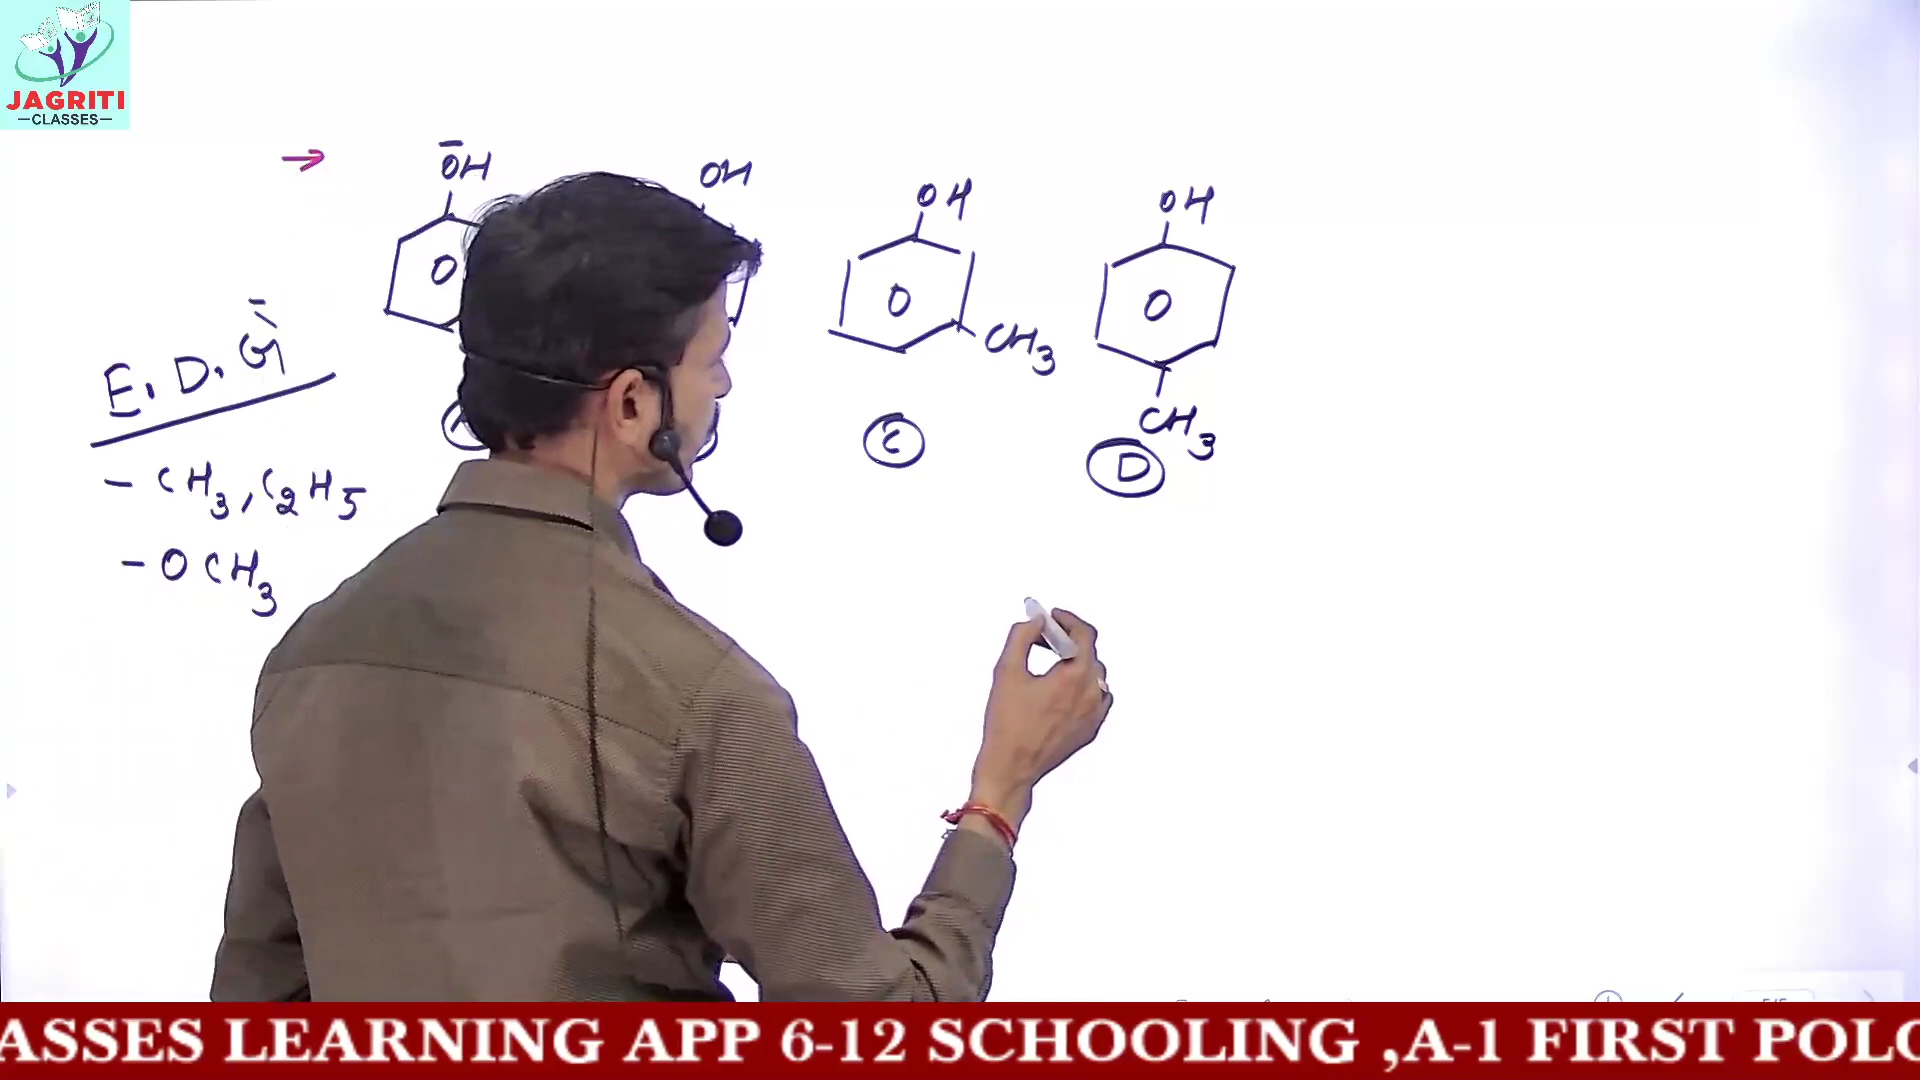 JAGRITI
CLASSES
→ OH OH OH OH
O O O
CH3
E. D. G
CH3
C D
- CH3, C2H5
- OCH3
ASSES LEARNING APP 6-12 SCHOOLING ,A-1 FIRST POLO